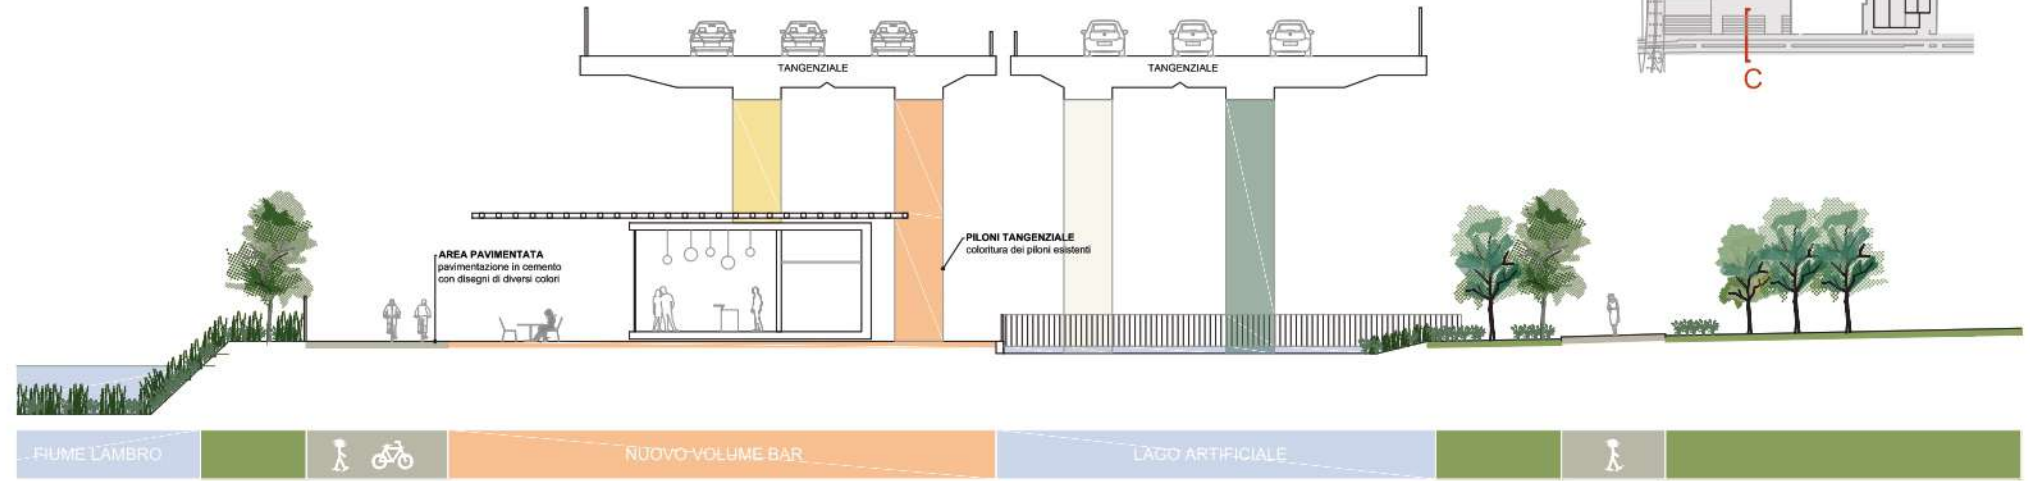 TANGENZIALE
TANGENZIALE
C
PILONI TANGENZIALE
coloritura dei piloni esistenti
AREA PAVIMENTATA
pavimentazione in cemento
con disegni di diversi colori
FIUME LAMBRO
NUOVO VOLUME BAR
LAGO ARTIFICIALE